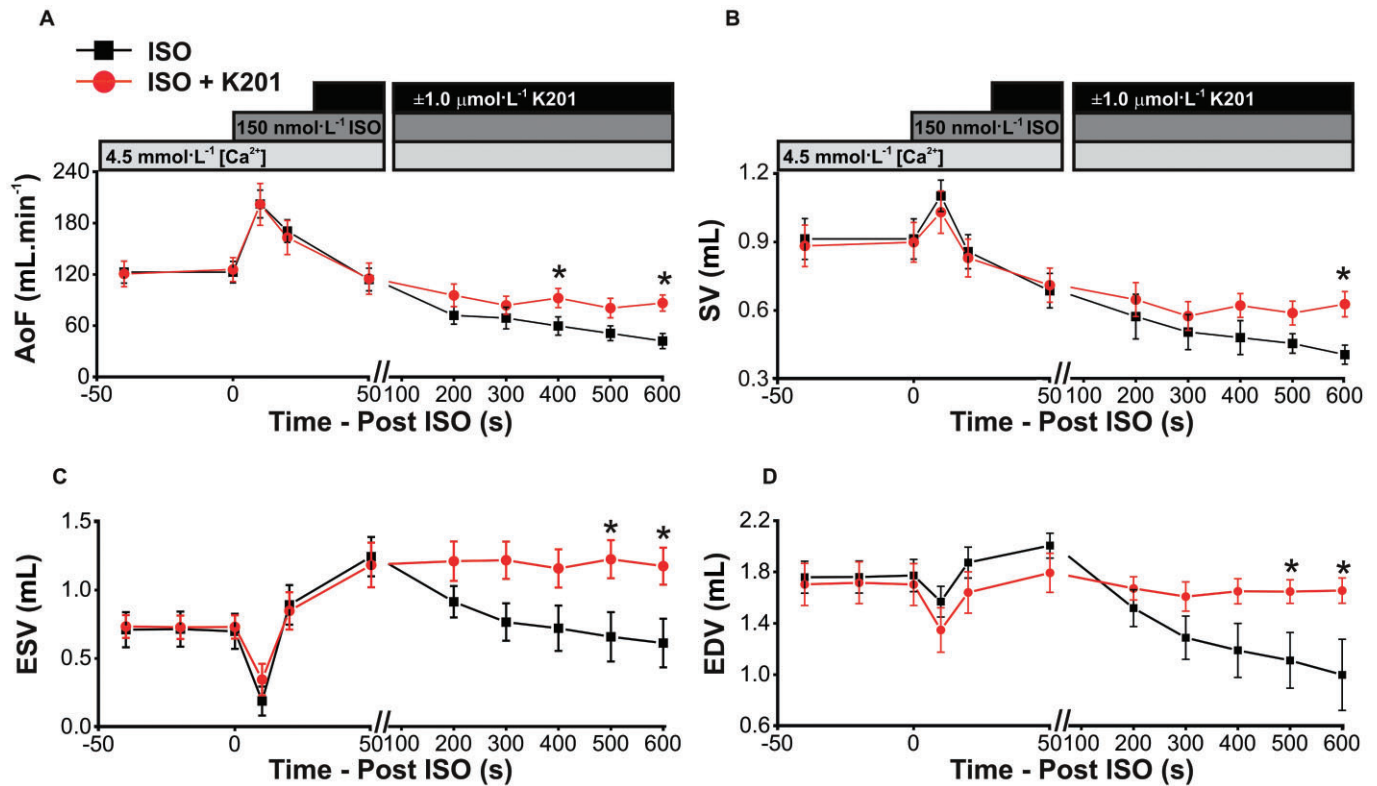 A
B
ISO
ISO + K201
±1.0 μmol·L⁻¹ K201
150 nmol·L⁻¹ ISO
4.5 mmol·L⁻¹ [Ca²⁺]
±1.0 μmol·L⁻¹ K201
150 nmol·L⁻¹ ISO
4.5 mmol·L⁻¹ [Ca²⁺]
AoF (mL.min⁻¹)
240
180
120
60
0
* *
-50 0 50 100 200 300 400 500 600
Time - Post ISO (s)
SV (mL)
1.2
0.9
0.6
0.3
*
-50 0 50 100 200 300 400 500 600
Time - Post ISO (s)
C
ESV (mL)
1.5
1.0
0.5
0.0
* *
-50 0 50 100 200 300 400 500 600
Time - Post ISO (s)
D
EDV (mL)
2.2
1.8
1.4
1.0
0.6
* *
-50 0 50 100 200 300 400 500 600
Time - Post ISO (s)